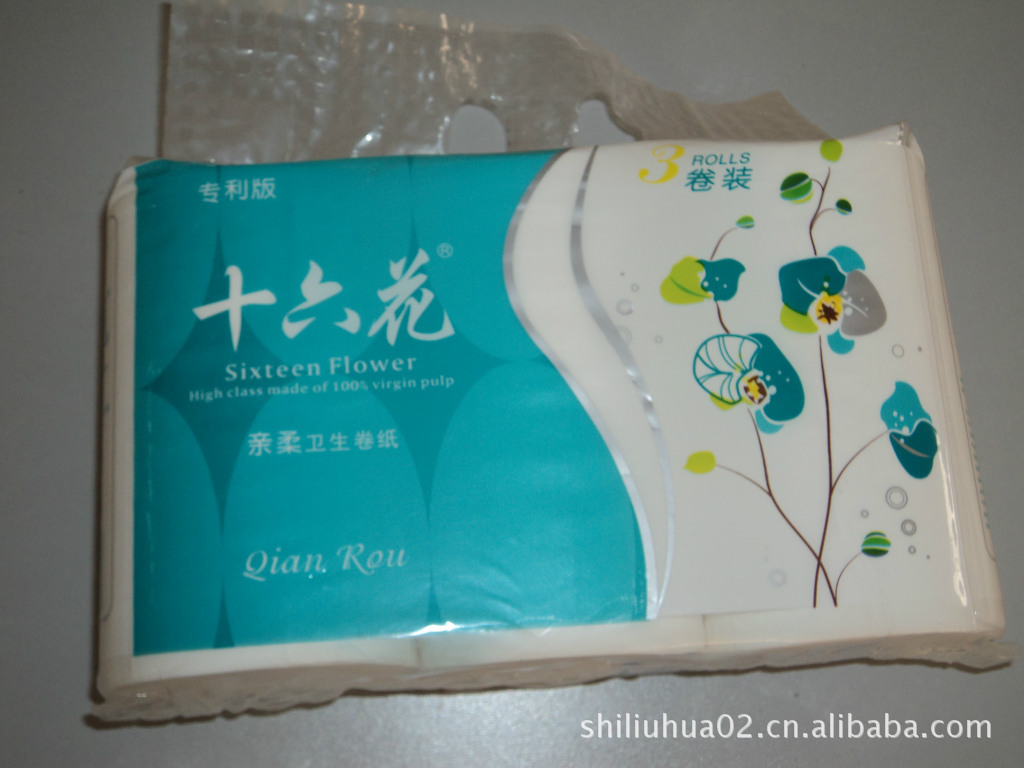 专利版
3 ROLLS
卷装
十六花®
Sixteen Flower
High class made of 100% virgin pulp
亲柔卫生卷纸
Qian Rou
shiliuhua02.cn.alibaba.com